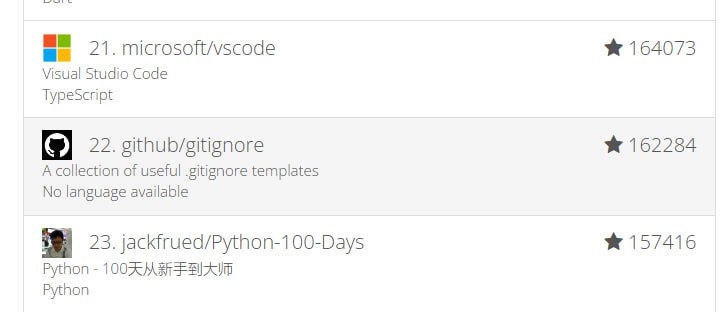 Dart
21. microsoft/vscode ★ 164073
Visual Studio Code
TypeScript
22. github/gitignore ★ 162284
A collection of useful .gitignore templates
No language available
23. jackfrued/Python-100-Days ★ 157416
Python - 100天从新手到大师
Python